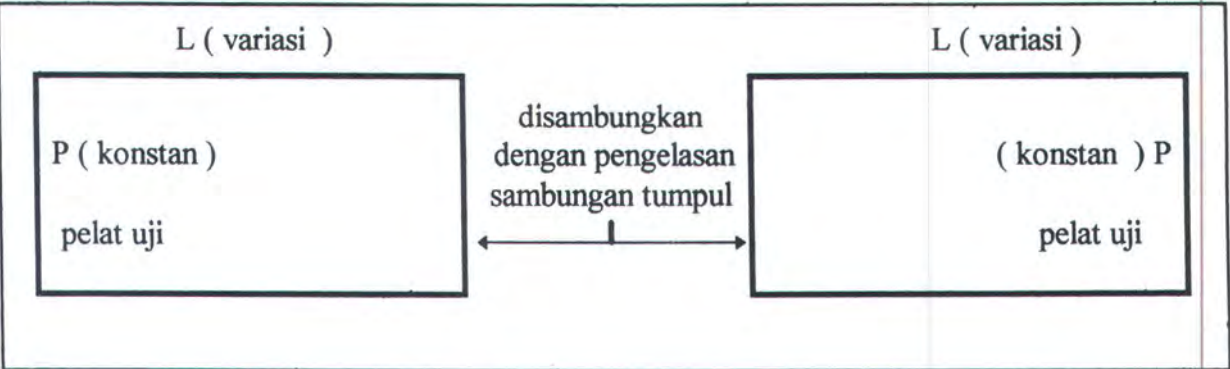 L ( variasi )
L ( variasi )
P ( konstan )
pelat uji
disambungkan
dengan pengelasan
sambungan tumpul
( konstan ) P
pelat uji